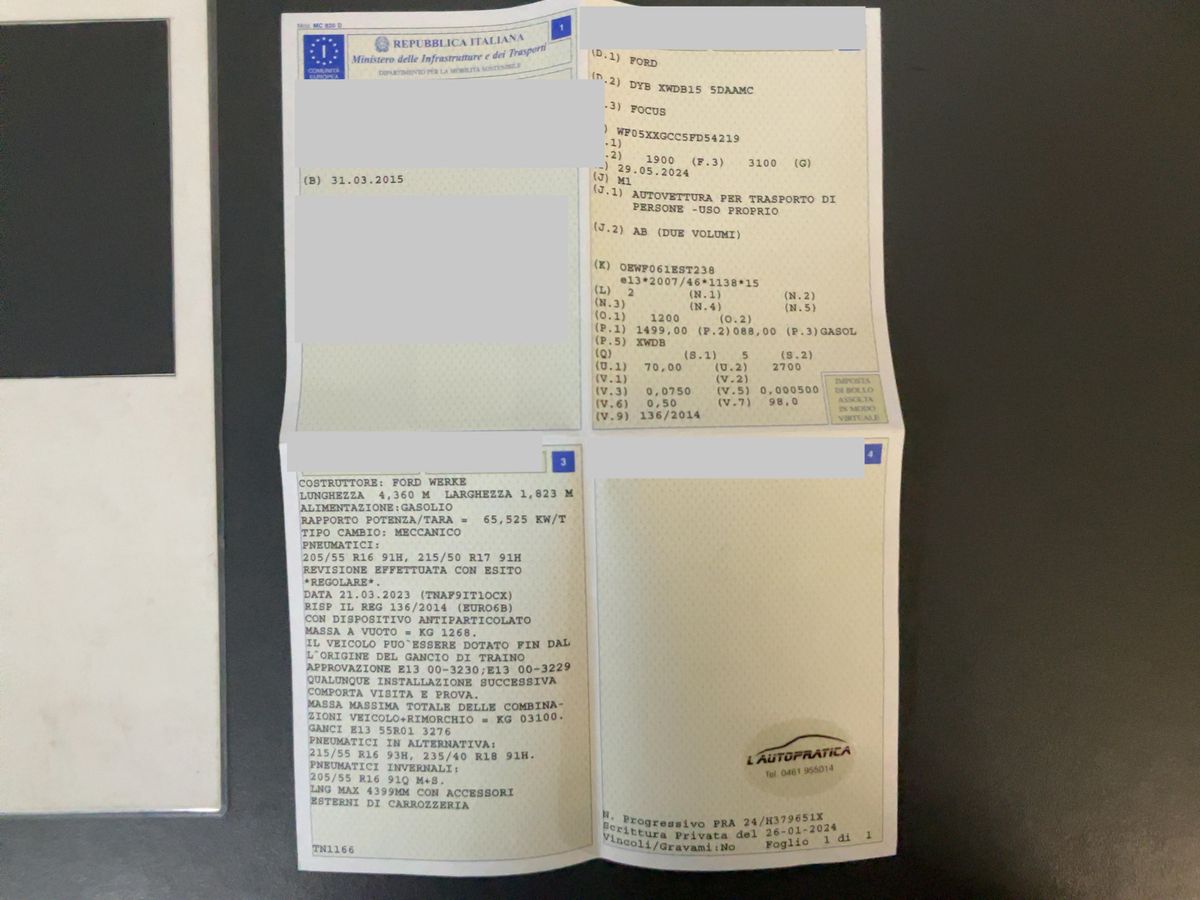 Mod. MC 820 D
1
I
COMUNITÀ
EUROPEA
REPUBBLICA ITALIANA
Ministero delle Infrastrutture e dei Trasporti
DIPARTIMENTO PER LA MOBILITÀ SOSTENIBILE
(B) 31.03.2015
(D.1) FORD
(D.2) DYB XWDB15 5DAAMC
.3) FOCUS
) WF05XXGCC5FD54219
.1)
.2) 1900 (F.3) 3100 (G)
) 29.05.2024
(J) M1
(J.1) AUTOVETTURA PER TRASPORTO DI
PERSONE -USO PROPRIO
(J.2) AB (DUE VOLUMI)
(K) OEWF061EST238
e13*2007/46*1138*15
(L) 2 (N.1) (N.2)
(N.3) (N.4) (N.5)
(O.1) 1200 (O.2)
(P.1) 1499,00 (P.2)088,00 (P.3)GASOL
(P.5) XWDB
(Q) (S.1) 5 (S.2)
(U.1) 70,00 (U.2) 2700
(V.1) (V.2)
(V.3) 0,0750 (V.5) 0,000500
(V.6) 0,50 (V.7) 98,0
(V.9) 136/2014
IMPOSTA
DI BOLLO
ASSOLTA
IN MODO
VIRTUALE
3
COSTRUTTORE: FORD WERKE
LUNGHEZZA 4,360 M LARGHEZZA 1,823 M
ALIMENTAZIONE:GASOLIO
RAPPORTO POTENZA/TARA = 65,525 KW/T
TIPO CAMBIO: MECCANICO
PNEUMATICI:
205/55 R16 91H, 215/50 R17 91H
REVISIONE EFFETTUATA CON ESITO
*REGOLARE*.
DATA 21.03.2023 (TNAF9IT1OCX)
RISP IL REG 136/2014 (EURO6B)
CON DISPOSITIVO ANTIPARTICOLATO
MASSA A VUOTO = KG 1268.
IL VEICOLO PUO`ESSERE DOTATO FIN DAL
L`ORIGINE DEL GANCIO DI TRAINO
APPROVAZIONE E13 00-3230;E13 00-3229
QUALUNQUE INSTALLAZIONE SUCCESSIVA
COMPORTA VISITA E PROVA.
MASSA MASSIMA TOTALE DELLE COMBINA-
ZIONI VEICOLO+RIMORCHIO = KG 03100.
GANCI E13 55R01 3276
PNEUMATICI IN ALTERNATIVA:
215/55 R16 93H, 235/40 R18 91H.
PNEUMATICI INVERNALI:
205/55 R16 91Q M+S.
LNG MAX 4399MM CON ACCESSORI
ESTERNI DI CARROZZERIA
TN1166
4
L'AUTOPRATICA
Tel. 0461 955014
N. Progressivo PRA 24/H379651X
Scrittura Privata del 26-01-2024
Vincoli/Gravami:No Foglio 1 di 1